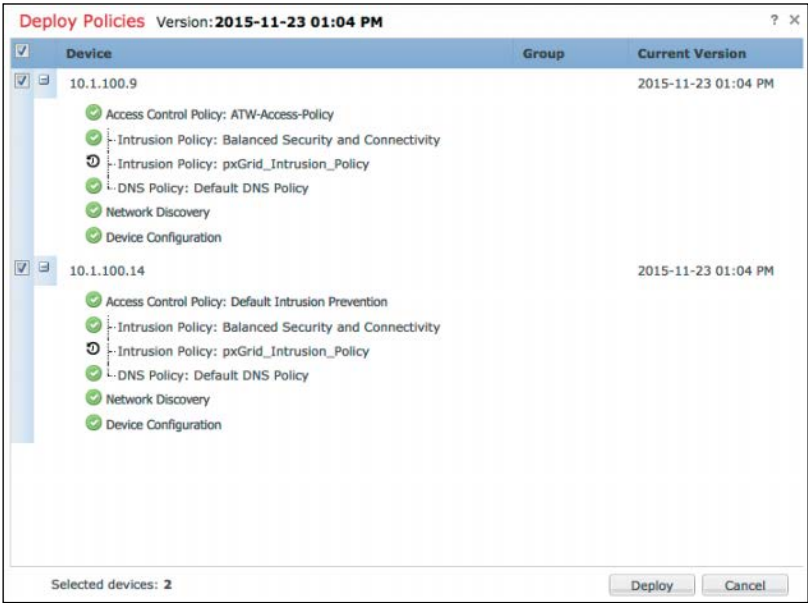 Deploy Policies Version:2015-11-23 01:04 PM ? ×
Device Group Current Version
10.1.100.9 2015-11-23 01:04 PM
Access Control Policy: ATW-Access-Policy
Intrusion Policy: Balanced Security and Connectivity
Intrusion Policy: pxGrid_Intrusion_Policy
DNS Policy: Default DNS Policy
Network Discovery
Device Configuration
10.1.100.14 2015-11-23 01:04 PM
Access Control Policy: Default Intrusion Prevention
Intrusion Policy: Balanced Security and Connectivity
Intrusion Policy: pxGrid_Intrusion_Policy
DNS Policy: Default DNS Policy
Network Discovery
Device Configuration
Selected devices: 2 Deploy Cancel